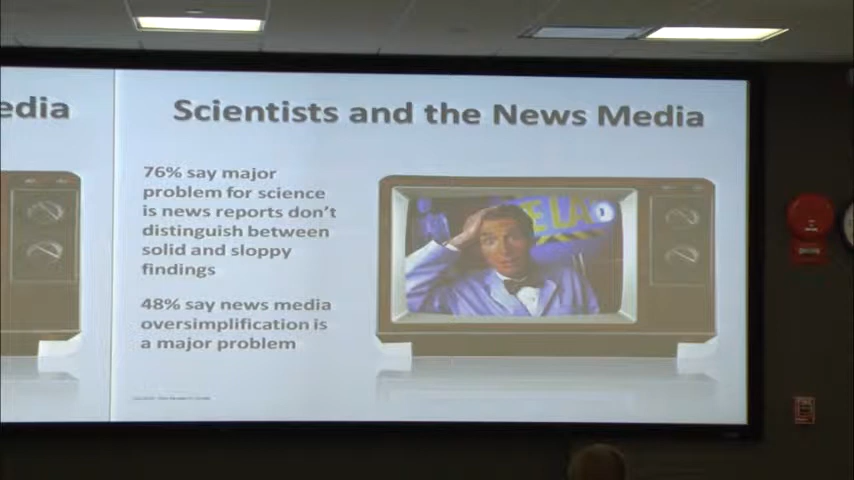 edia
Scientists and the News Media
76% say major
problem for science
is news reports don't
distinguish between
solid and sloppy
findings
48% say news media
oversimplification is
a major problem
E LA